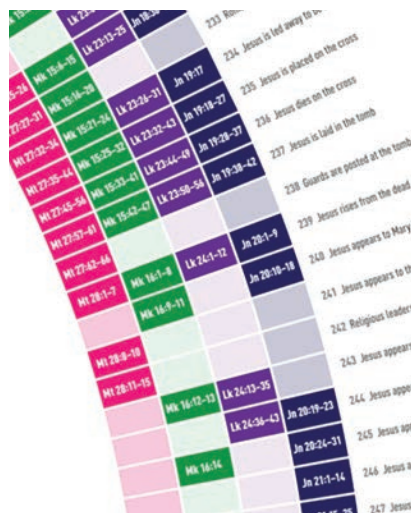 Mk 15:6–15 Lk 23:13–25
Mk 15:16–20 233
Mt 27:32–34 Mk 15:21–24 Lk 23:26–31 Jn 19:17 234 Jesus is led away to
Mt 27:35–44 Mk 15:25–32 Lk 23:32–43 Jn 19:18–27 235 Jesus is placed on the cross
Mt 27:45–56 Mk 15:33–41 Lk 23:44–49 Jn 19:28–37 236 Jesus dies on the cross
Mt 27:57–61 Mk 15:42–47 Lk 23:50–56 Jn 19:38–42 237 Jesus is laid in the tomb
Mt 27:62–66 238 Guards are posted at the tomb
Mt 28:1–7 Mk 16:1–8 Lk 24:1–12 Jn 20:1–9 239 Jesus rises from the dead
Mk 16:9–11 Jn 20:10–18 240 Jesus appears to Mary
Mt 28:8–10 241 Jesus appears to
Mt 28:11–15 242 Religious leaders
Mk 16:12–13 Lk 24:13–35 243 Jesus appears
Lk 24:36–43 Jn 20:19–23 244 Jesus
Mk 16:14 Jn 20:24–31 245 Jesus
Jn 21:1–14 246 Jesus
247 Jesus